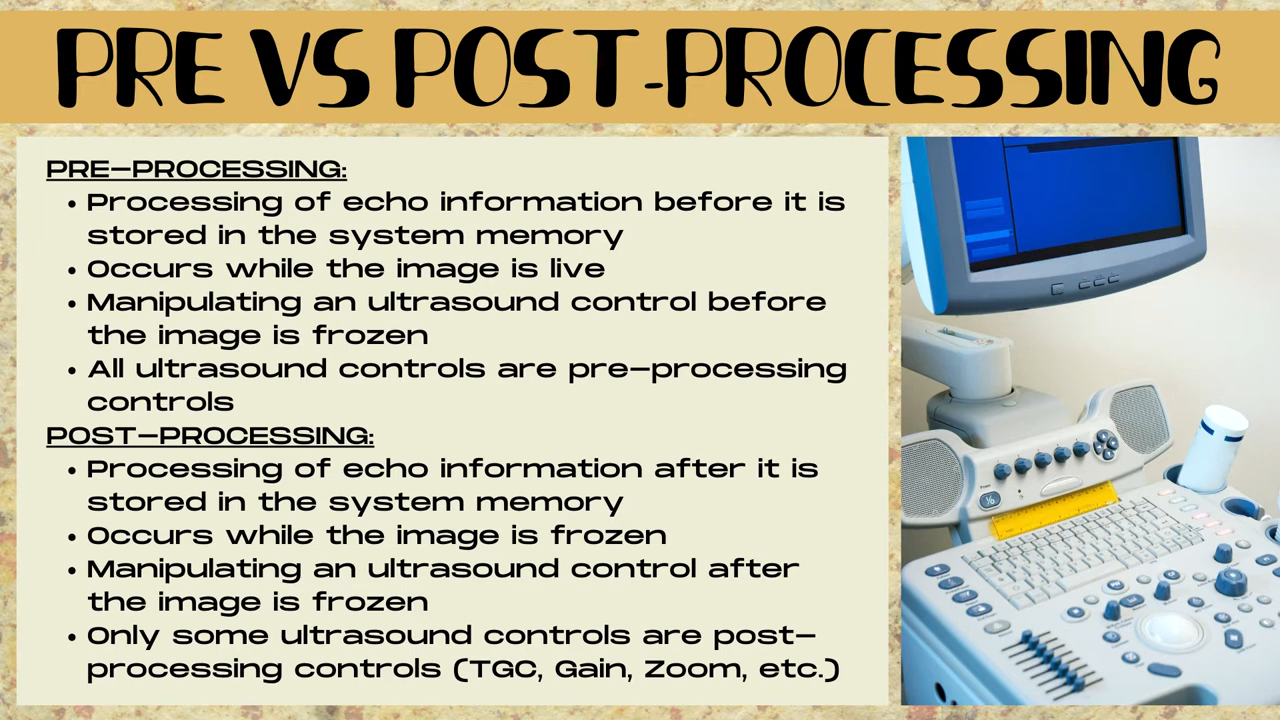 PRE VS POST-PROCESSING
PRE-PROCESSING:
• Processing of echo information before it is
stored in the system memory
• Occurs while the image is live
• Manipulating an ultrasound control before
the image is frozen
• All ultrasound controls are pre-processing
controls
POST-PROCESSING:
• Processing of echo information after it is
stored in the system memory
• Occurs while the image is frozen
• Manipulating an ultrasound control after
the image is frozen
• Only some ultrasound controls are post-
processing controls (TGC, Gain, Zoom, etc.)